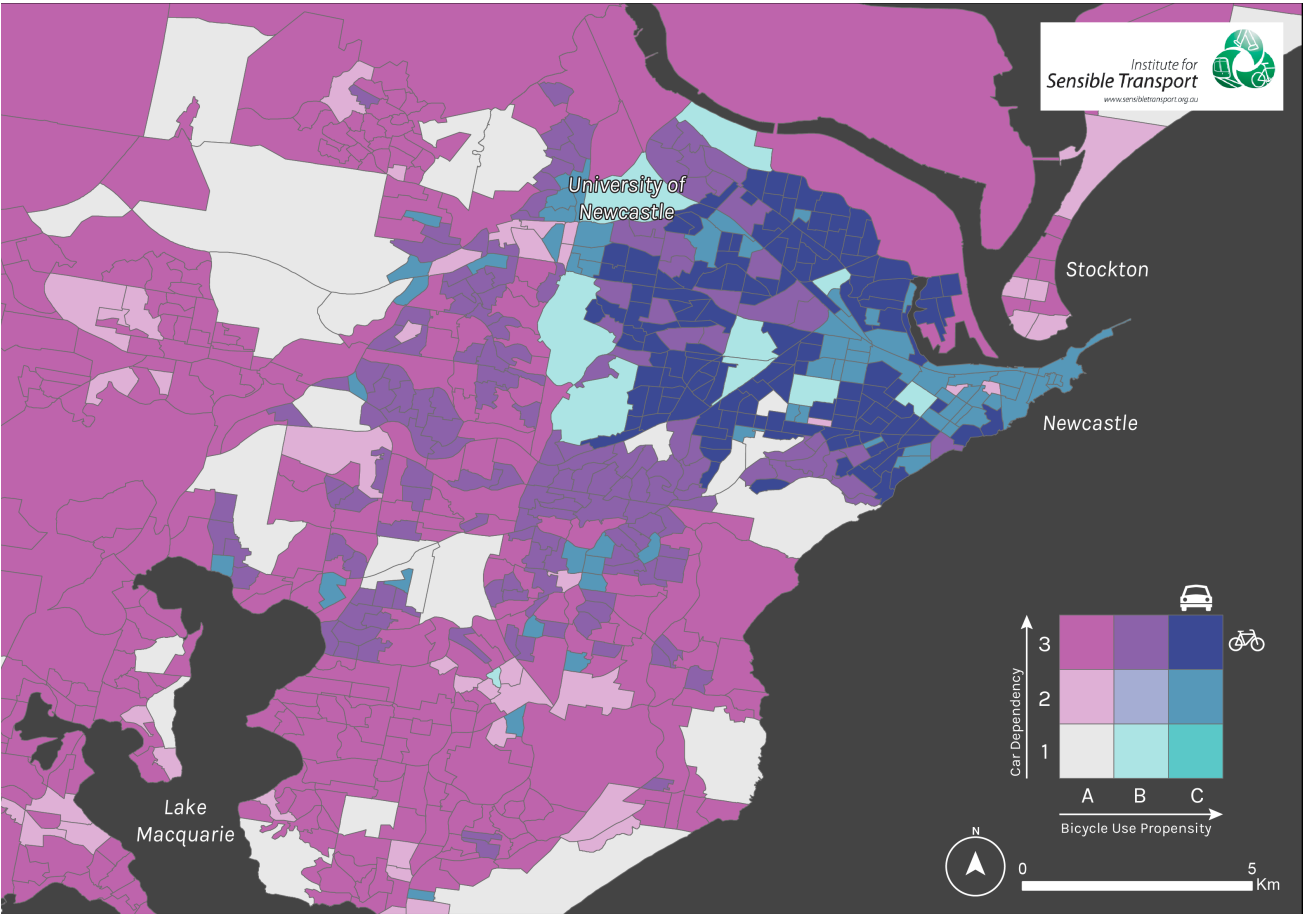 Institute for
Sensible Transport
www.sensibletransport.org.au
University of
Newcastle
Stockton
Newcastle
Lake
Macquarie
Car Dependency
3
2
1
A B C
Bicycle Use Propensity
N
0 5
Km